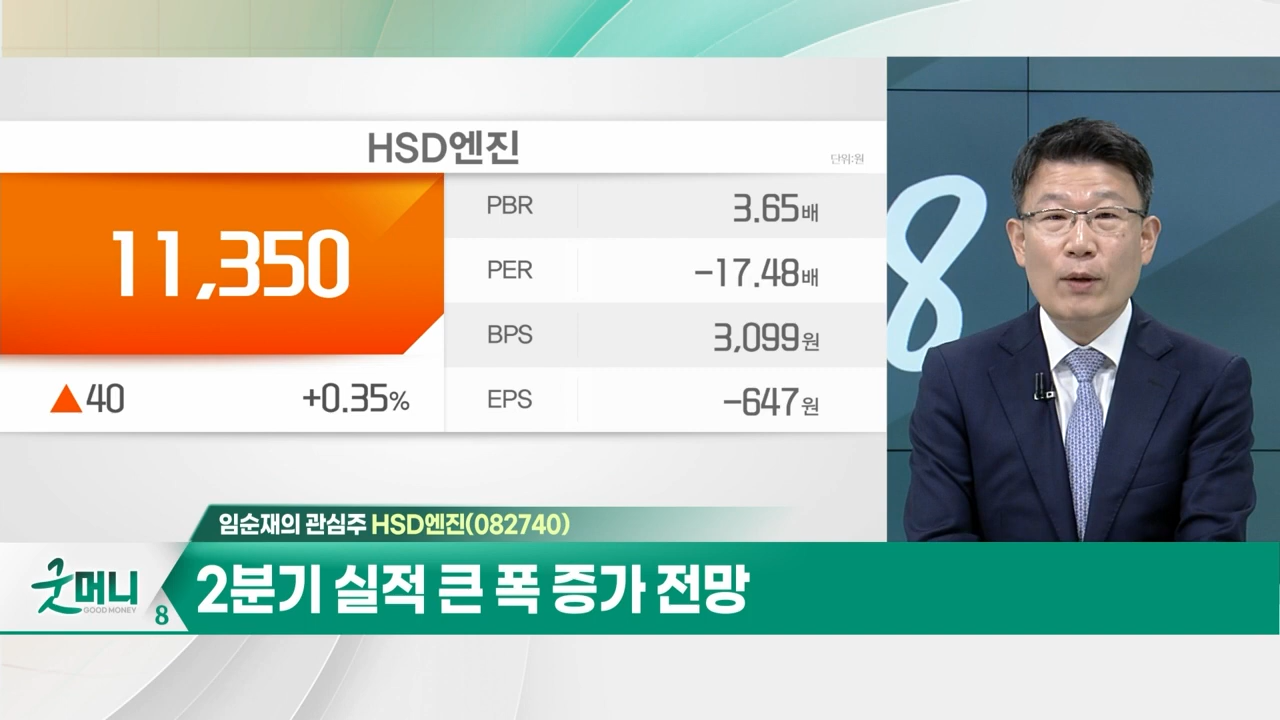 HSD엔진
단위:원
11,350
▲40 +0.35%
PBR 3.65배
PER -17.48배
BPS 3,099원
EPS -647원
8
임순재의 관심주 HSD엔진(082740)
굿머니
GOOD MONEY
8
2분기 실적 큰 폭 증가 전망